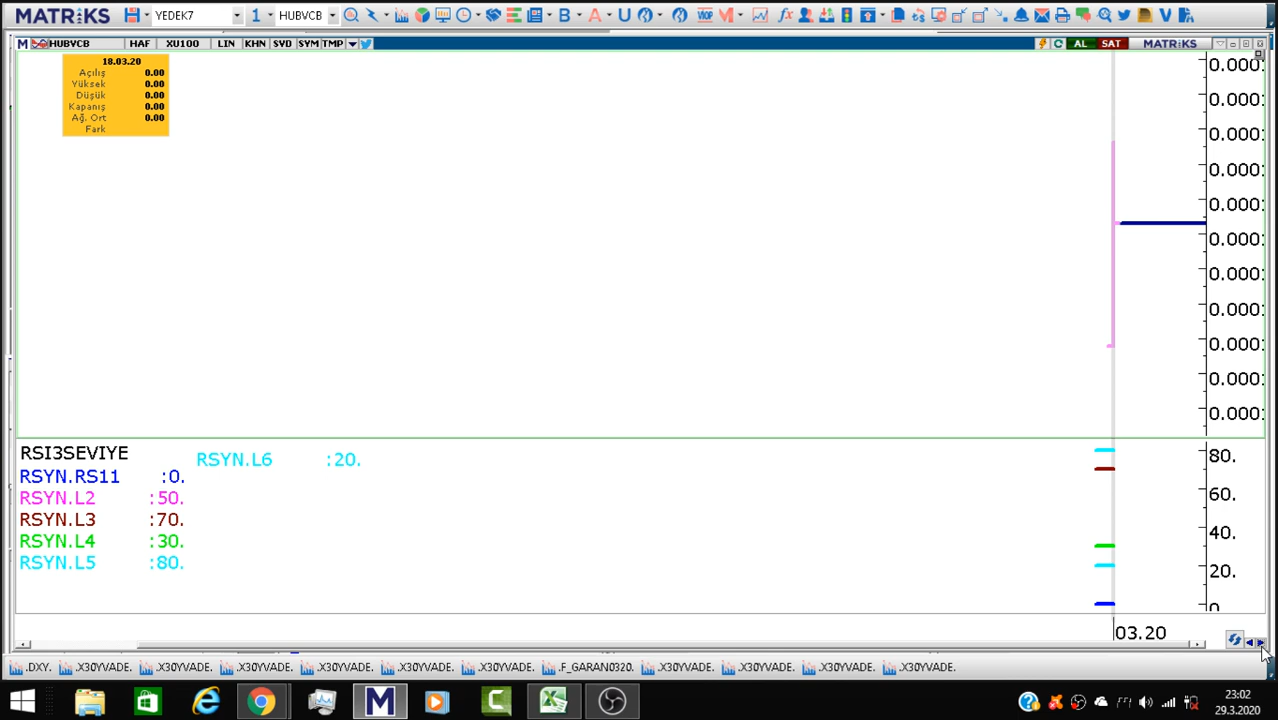 MATRIKS YEDEK7 1 HUBVCB
M HUBYCB HAF XU100 LIN KHN SVD SYM TMP AL SAT MATRIKS
18.03.20
Açılış 0.00
Yüksek 0.00
Düşük 0.00
Kapanış 0.00
Ağ. Ort 0.00
Fark
0.000
0.000
0.000
0.000
0.000
0.000
0.000
0.000
0.000
0.000
0.000
RSI3SEVIYE RSYN.L6 :20.
RSYN.RS11 :0.
RSYN.L2 :50.
RSYN.L3 :70.
RSYN.L4 :30.
RSYN.L5 :80.
80.
60.
40.
20.
0
03.20
.DXY. .X30YVADE. .X30YVADE. .X30YVADE. .X30YVADE. .X30YVADE. .X30YVADE. .F_GARAN0320. .X30YVADE. .X30YVADE. .X30YVADE. .X30YVADE.
23:02
29.3.2020